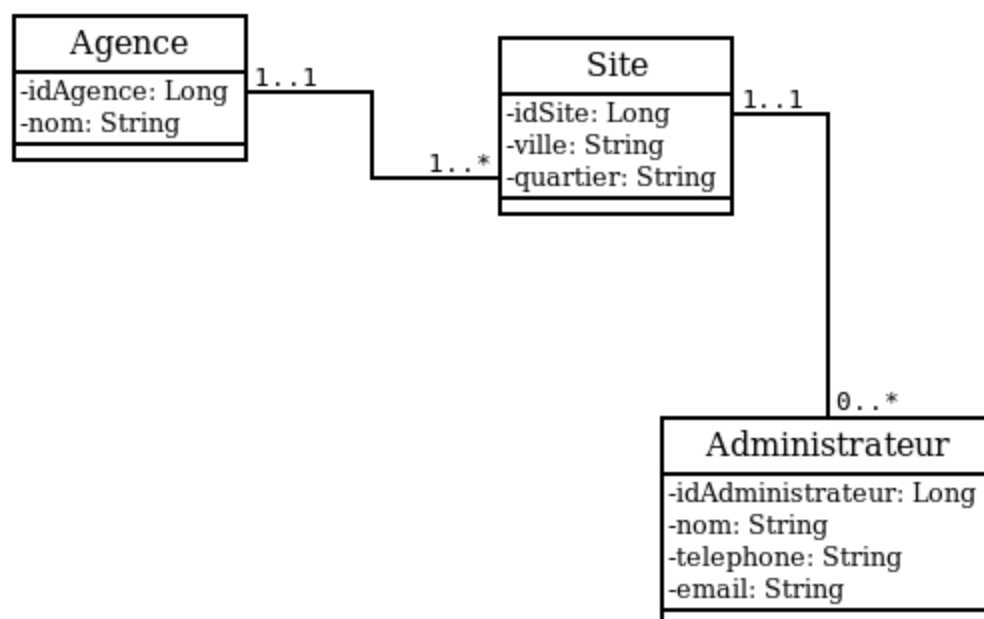 Agence
-idAgence: Long
-nom: String
1..1
1..*
Site
-idSite: Long
-ville: String
-quartier: String
1..1
0..*
Administrateur
-idAdministrateur: Long
-nom: String
-telephone: String
-email: String